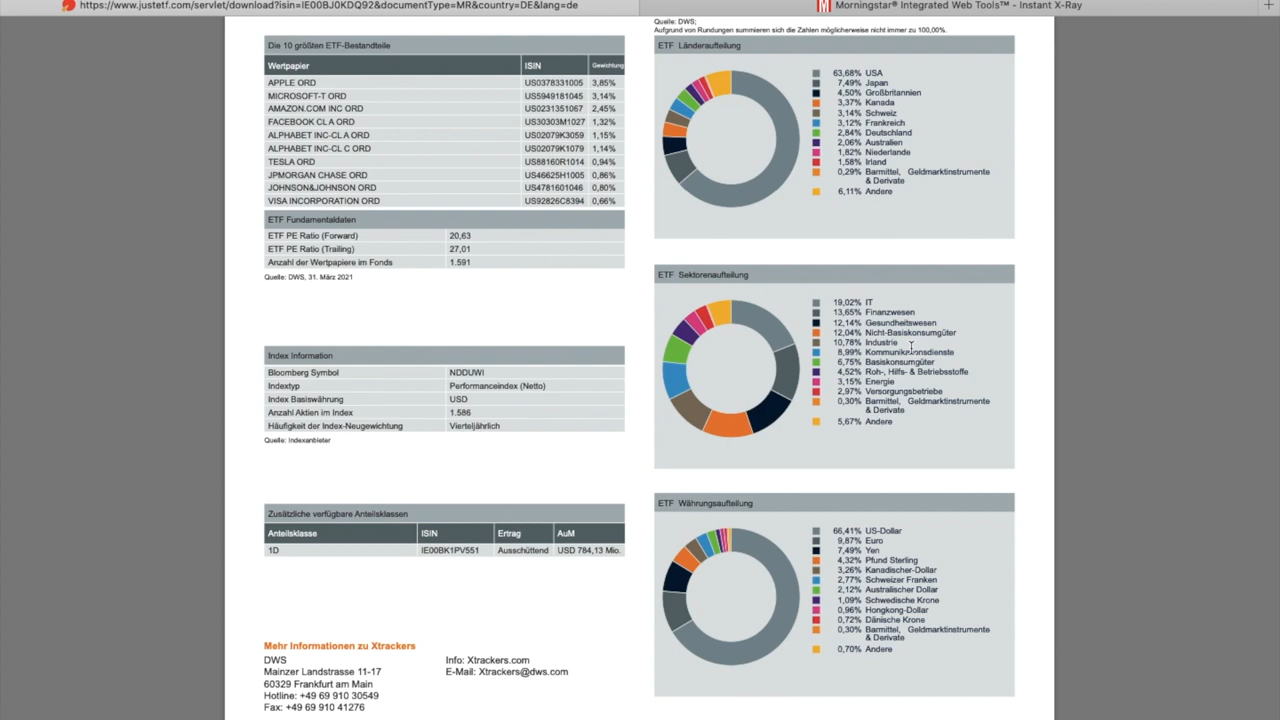 https://www.justetf.com/servlet/download?isin=IE00BJ0KDQ92&documentType=MR&country=DE&lang=de
Morningstar® Integrated Web Tools™ - Instant X-Ray
Die 10 größten ETF-Bestandteile
Wertpapier ISIN Gewichtung
APPLE ORD US0378331005 3,85%
MICROSOFT-T ORD US5949181045 3,14%
AMAZON.COM INC ORD US0231351067 2,45%
FACEBOOK CL A ORD US30303M1027 1,32%
ALPHABET INC-CL A ORD US02079K3059 1,15%
ALPHABET INC-CL C ORD US02079K1079 1,14%
TESLA ORD US88160R1014 0,94%
JPMORGAN CHASE ORD US46625H1005 0,86%
JOHNSON&JOHNSON ORD US4781601046 0,80%
VISA INCORPORATION ORD US92826C8394 0,66%
ETF Fundamentaldaten
ETF PE Ratio (Forward) 20,63
ETF PE Ratio (Trailing) 27,01
Anzahl der Wertpapiere im Fonds 1.591
Quelle: DWS, 31. März 2021
Index Information
Bloomberg Symbol NDDUWI
Indextyp Performanceindex (Netto)
Index Basiswährung USD
Anzahl Aktien im Index 1.586
Häufigkeit der Index-Neugewichtung Vierteljährlich
Quelle: Indexanbieter
Zusätzliche verfügbare Anteilsklassen
Anteilsklasse ISIN Ertrag AuM
1D IE00BK1PV551 Ausschüttend USD 784,13 Mio.
Mehr Informationen zu Xtrackers
DWS
Mainzer Landstrasse 11-17
60329 Frankfurt am Main
Hotline: +49 69 910 30549
Fax: +49 69 910 41276
Info: Xtrackers.com
E-Mail: Xtrackers@dws.com
Quelle: DWS;
Aufgrund von Rundungen summieren sich die Zahlen möglicherweise nicht immer zu 100,00%.
ETF Länderaufteilung
63,68% USA
7,49% Japan
4,50% Großbritannien
3,37% Kanada
3,14% Schweiz
3,12% Frankreich
2,84% Deutschland
2,06% Australien
1,82% Niederlande
1,58% Irland
0,29% Barmittel, Geldmarktinstrumente
& Derivate
6,11% Andere
ETF Sektorenaufteilung
19,02% IT
13,65% Finanzwesen
12,14% Gesundheitswesen
12,04% Nicht-Basiskonsumgüter
10,78% Industrie
8,99% Kommunikationsdienste
6,75% Basiskonsumgüter
4,52% Roh-, Hilfs- & Betriebsstoffe
3,15% Energie
2,97% Versorgungsbetriebe
0,30% Barmittel, Geldmarktinstrumente
& Derivate
5,67% Andere
ETF Währungsaufteilung
66,41% US-Dollar
9,87% Euro
7,49% Yen
4,32% Pfund Sterling
3,26% Kanadischer-Dollar
2,77% Schweizer Franken
2,12% Australischer Dollar
1,09% Schwedische Krone
0,96% Hongkong-Dollar
0,72% Dänische Krone
0,30% Barmittel, Geldmarktinstrumente
& Derivate
0,70% Andere